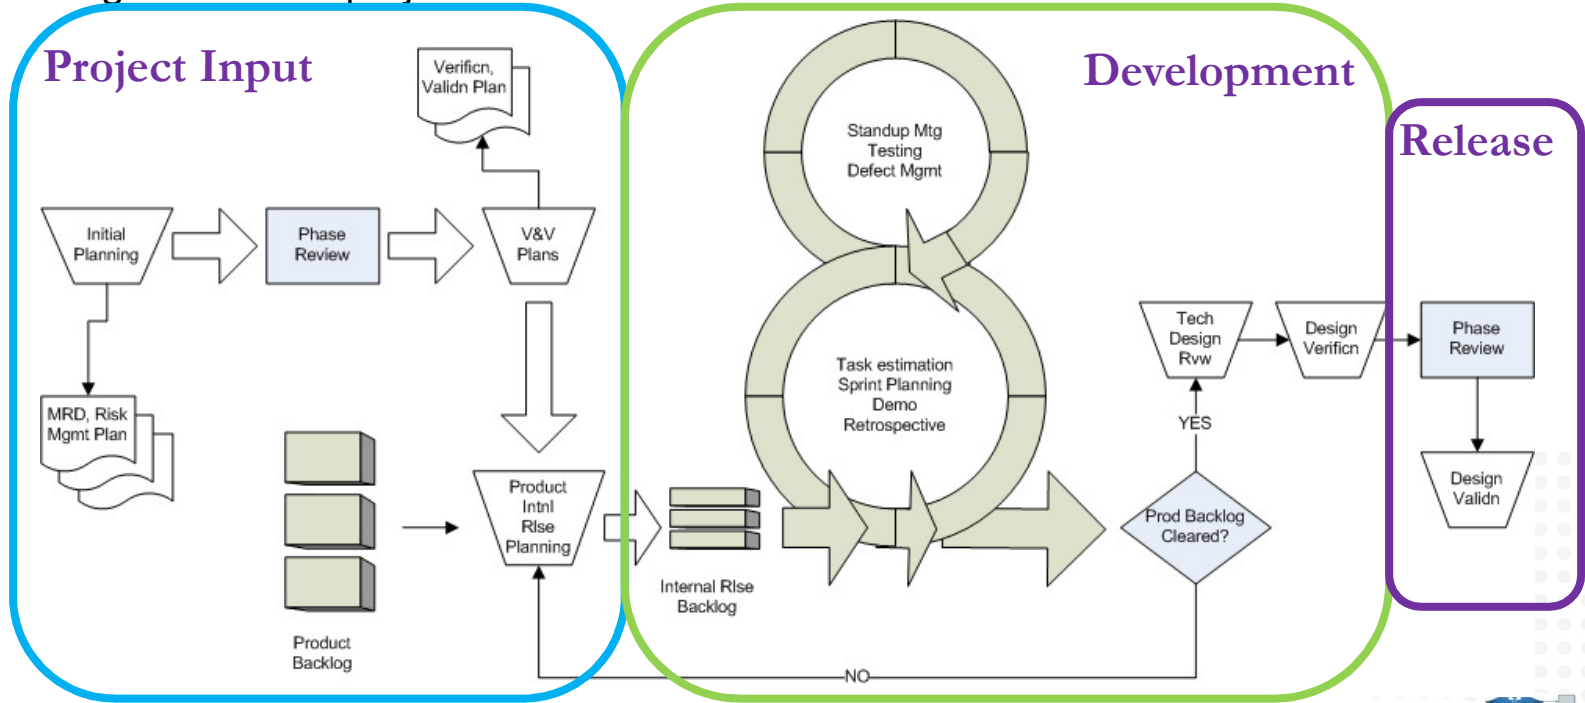 Project Input
Development
Release
Verificn,
Validn Plan
Standup Mtg
Testing
Defect Mgmt
Initial
Planning
Phase
Review
V&V
Plans
Task estimation
Sprint Planning
Demo
Retrospective
Tech
Design
Rvw
Design
Verificn
Phase
Review
MRD, Risk
Mgmt Plan
YES
Product
Intnl
Rlse
Planning
Design
Validn
Prod Backlog
Cleared?
Internal Rlse
Backlog
Product
Backlog
NO